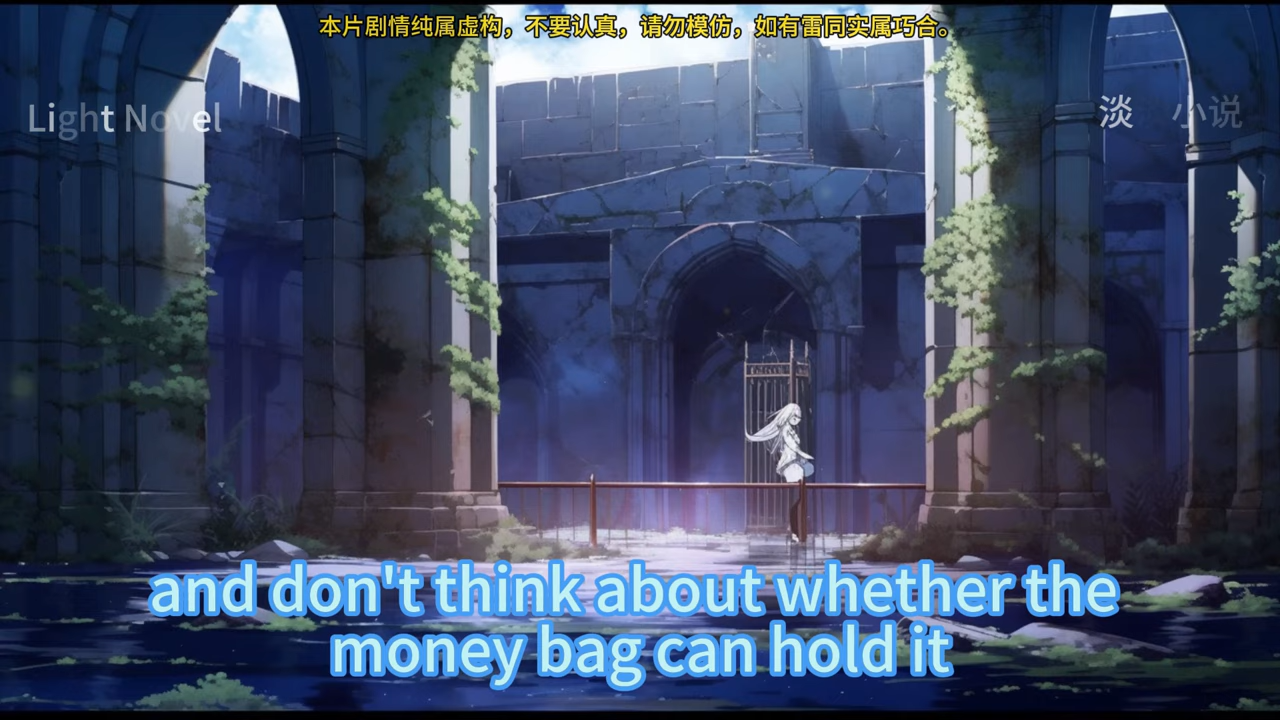 本片剧情纯属虚构，不要认真，请勿模仿，如有雷同实属巧合。
Light Novel
淡 小说
and don't think about whether the
money bag can hold it